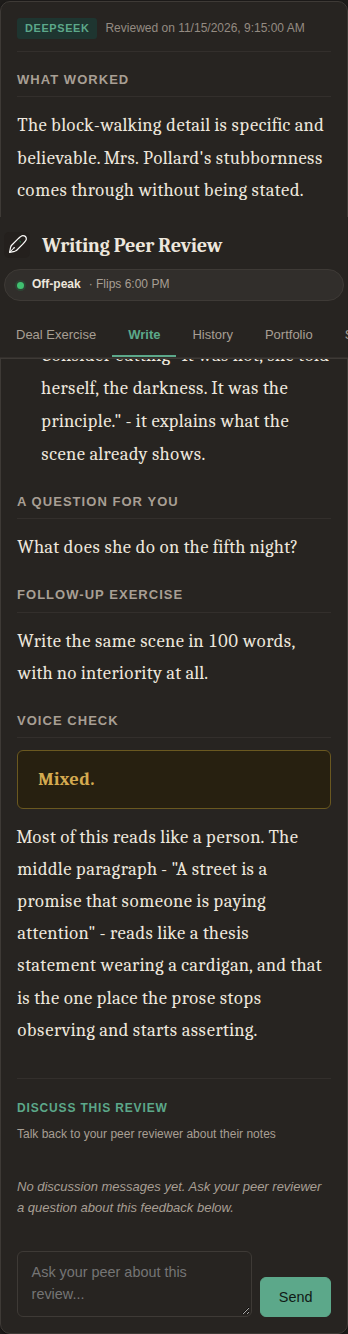 DEEPSEEK Reviewed on 11/15/2026, 9:15:00 AM
WHAT WORKED
The block-walking detail is specific and
believable. Mrs. Pollard's stubbornness
comes through without being stated.
Writing Peer Review
Off-peak · Flips 6:00 PM
Deal Exercise Write History Portfolio
Consider cutting "It was not, she told
herself, the darkness. It was the
principle." - it explains what the
scene already shows.
A QUESTION FOR YOU
What does she do on the fifth night?
FOLLOW-UP EXERCISE
Write the same scene in 100 words,
with no interiority at all.
VOICE CHECK
Mixed.
Most of this reads like a person. The
middle paragraph - "A street is a
promise that someone is paying
attention" - reads like a thesis
statement wearing a cardigan, and that
is the one place the prose stops
observing and starts asserting.
DISCUSS THIS REVIEW
Talk back to your peer reviewer about their notes
No discussion messages yet. Ask your peer reviewer
a question about this feedback below.
Ask your peer about this
review...
Send